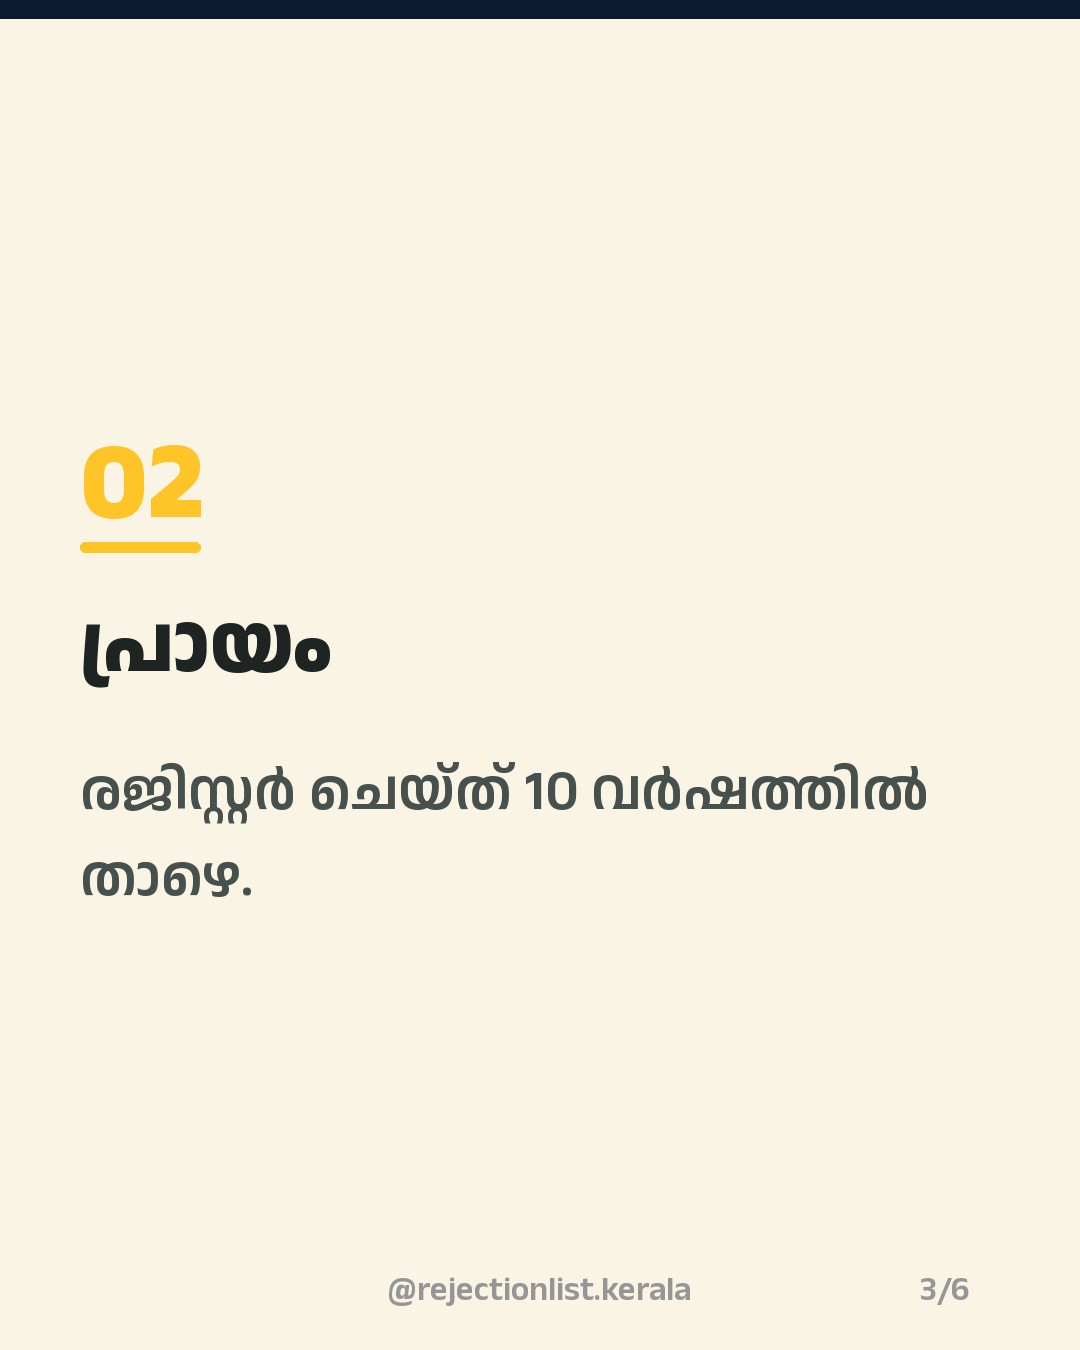 02
പ്രായം
രജിസ്റ്റർ ചെയ്ത് 10 വർഷത്തിൽ
താഴെ.
@rejectionlist.kerala
3/6